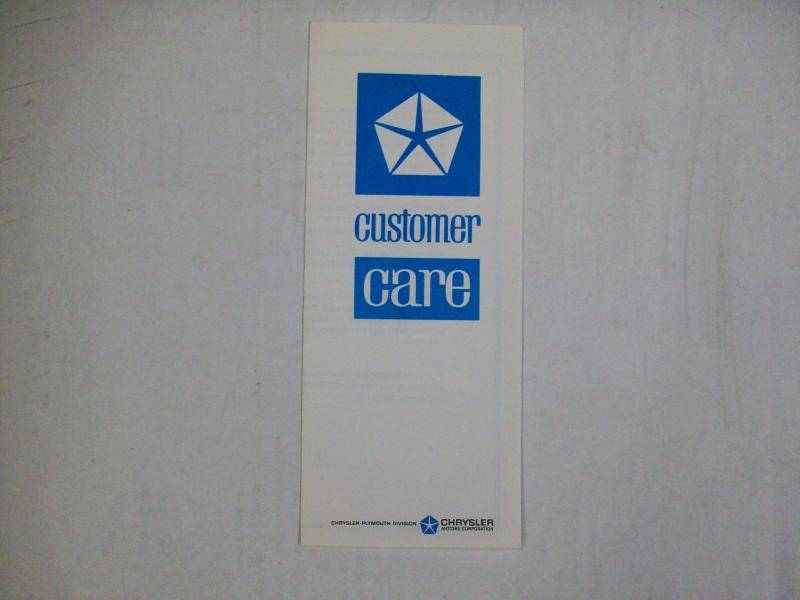 customer
care
CHRYSLER-PLYMOUTH DIVISION CHRYSLER
MOTORS CORPORATION